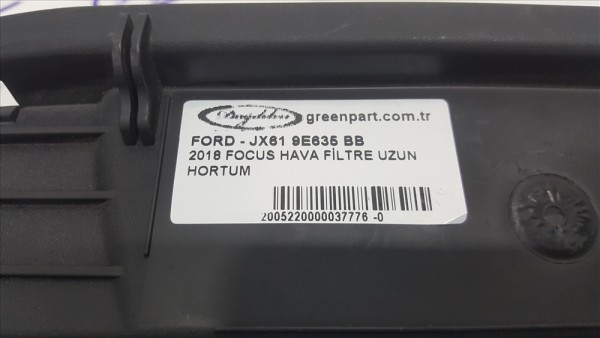 greenpart.com.tr
FORD - JX61 9E635 BB
2018 FOCUS HAVA FİLTRE UZUN
HORTUM
2005220000037776 -0